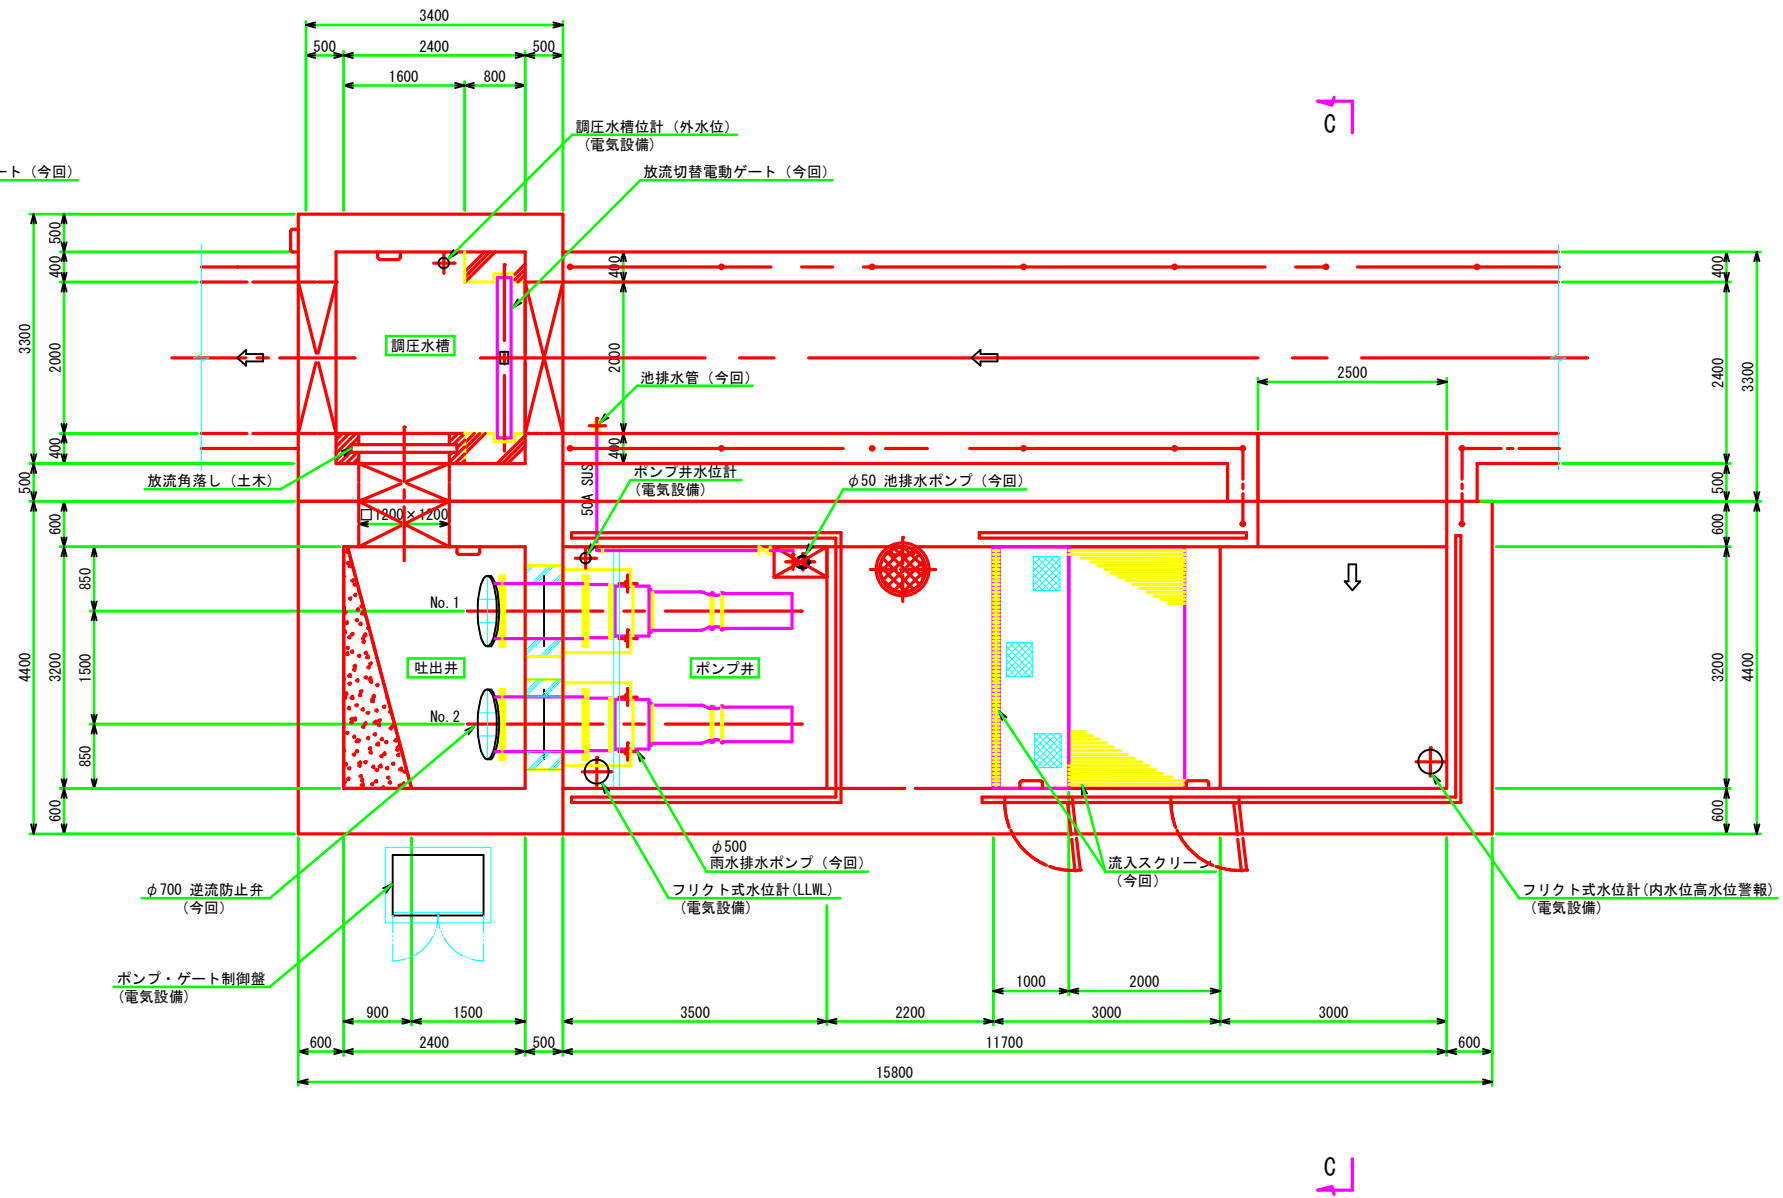 3400
500
2400
500
1600
800
調圧水槽位計（外水位）
（電気設備）
C
ート（今回）
放流切替電動ゲート（今回）
500
400
3300
2000
400
500
調圧水槽
400
2000
400
池排水管（今回）
2500
400
2400
3300
500
放流角落し（土木）
50A SUS
ポンプ井水位計
（電気設備）
φ50 池排水ポンプ（今回）
□1200×1200
600
850
4400
3200
1500
850
600
No.1
吐出井
ポンプ井
No.2
600
3200
4400
600
φ500
雨水排水ポンプ（今回）
流入スクリーン
（今回）
φ700 逆流防止弁
（今回）
フリクト式水位計(LLWL)
（電気設備）
フリクト式水位計(内水位高水位警報)
（電気設備）
ポンプ・ゲート制御盤
（電気設備）
1000
2000
900
1500
3500
2200
3000
3000
600
2400
500
11700
600
15800
C